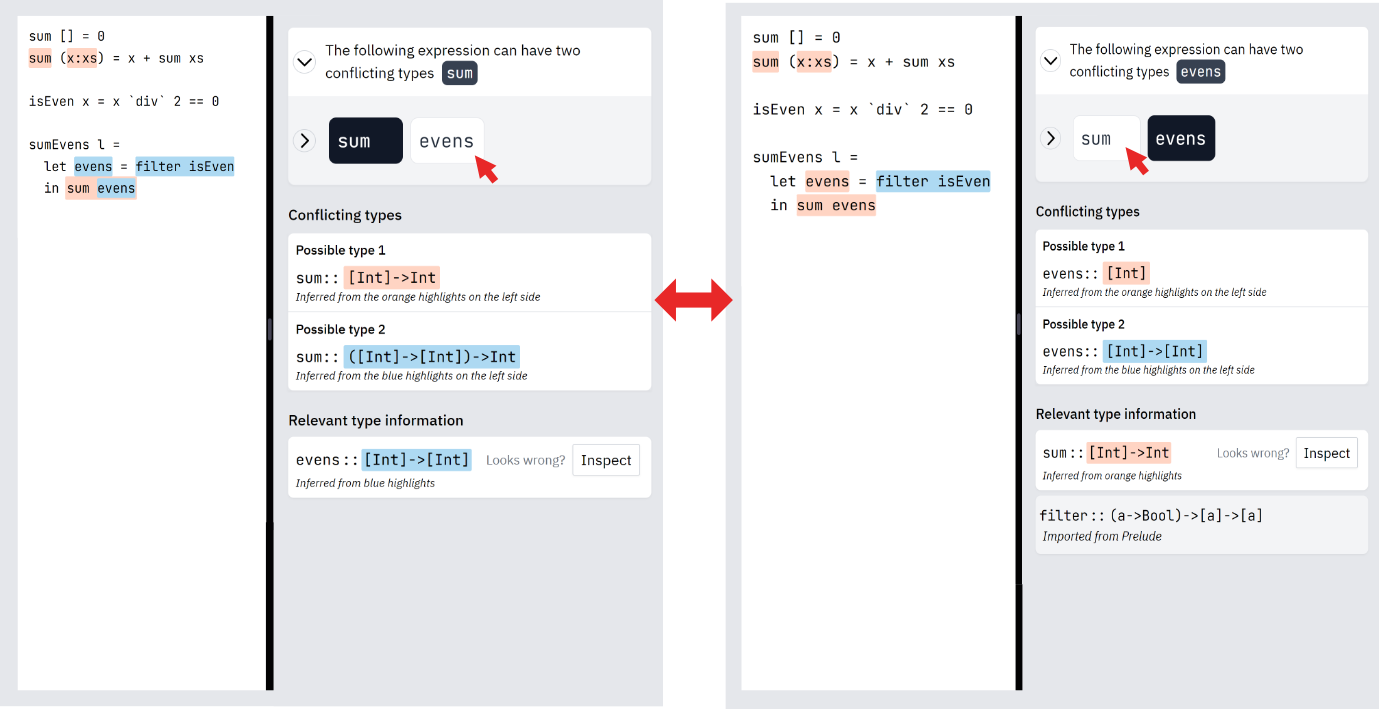 sum [] = 0
sum (x:xs) = x + sum xs
isEven x = x `div` 2 == 0
sumEvens l =
let evens = filter isEven
in sum evens
The following expression can have two
conflicting types sum
sum evens
Conflicting types
Possible type 1
sum:: [Int]->Int
Inferred from the orange highlights on the left side
Possible type 2
sum:: ([Int]->[Int])->Int
Inferred from the blue highlights on the left side
Relevant type information
evens:: [Int]->[Int] Looks wrong? Inspect
Inferred from blue highlights
sum [] = 0
sum (x:xs) = x + sum xs
isEven x = x `div` 2 == 0
sumEvens l =
let evens = filter isEven
in sum evens
The following expression can have two
conflicting types evens
sum evens
Conflicting types
Possible type 1
evens:: [Int]
Inferred from the orange highlights on the left side
Possible type 2
evens:: [Int]->[Int]
Inferred from the blue highlights on the left side
Relevant type information
sum:: [Int]->Int Looks wrong? Inspect
Inferred from orange highlights
filter:: (a->Bool)->[a]->[a]
Imported from Prelude